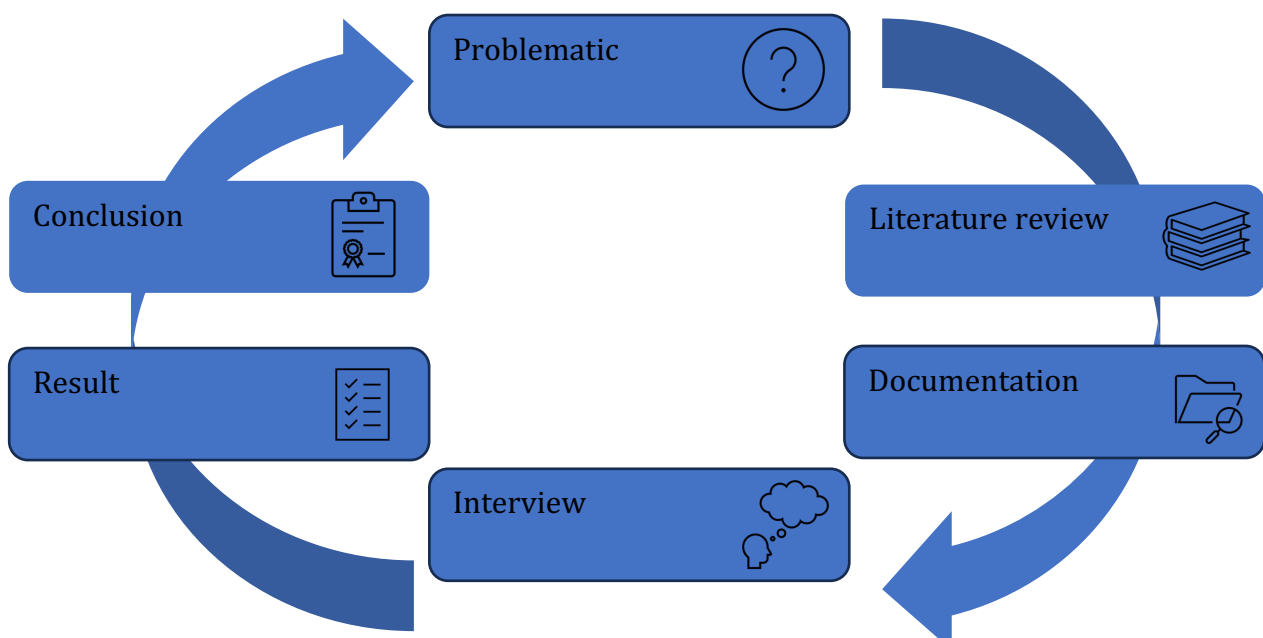 Problematic
Literature review
Documentation
Interview
Result
Conclusion